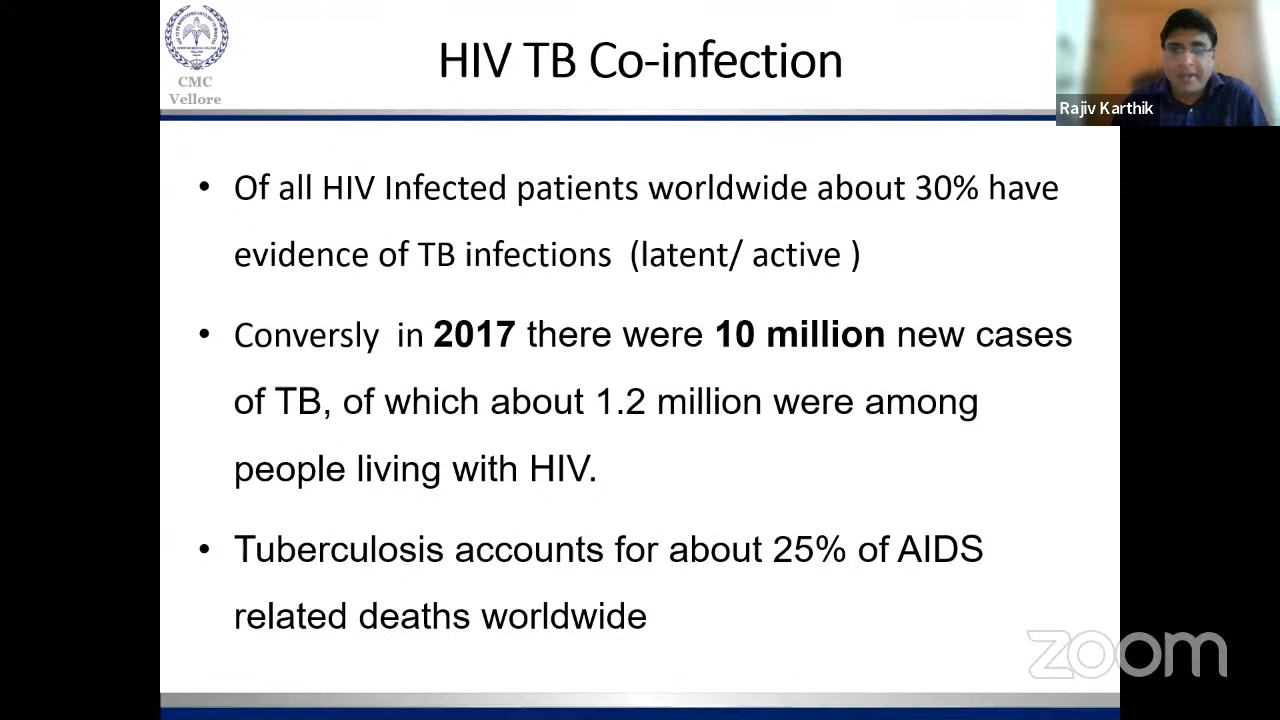 HIV TB Co-infection
CMC
Vellore
Rajiv Karthik
• Of all HIV Infected patients worldwide about 30% have
evidence of TB infections (latent/ active )
• Conversly in 2017 there were 10 million new cases
of TB, of which about 1.2 million were among
people living with HIV.
• Tuberculosis accounts for about 25% of AIDS
related deaths worldwide
zoom